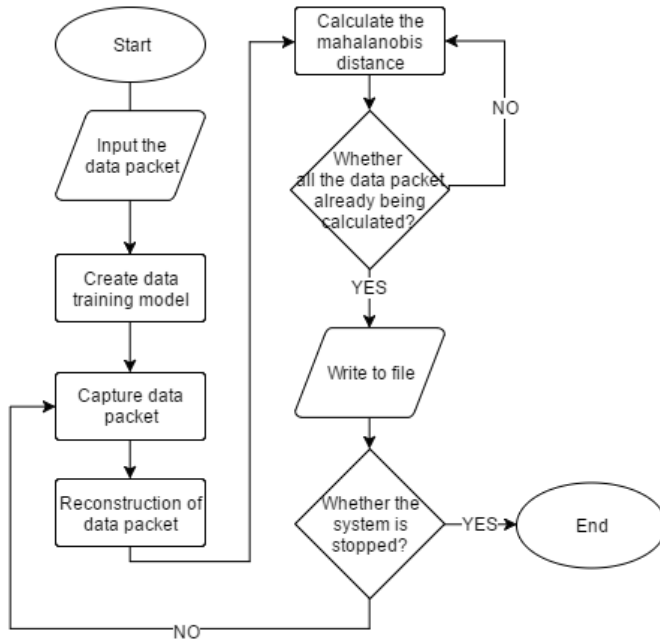 Start
Input the
data packet
Create data
training model
Capture data
packet
Reconstruction of
data packet
Calculate the
mahalanobis
distance
NO
Whether
all the data packet
already being
calculated?
YES
Write to file
Whether the
system is
stopped?
YES
End
NO